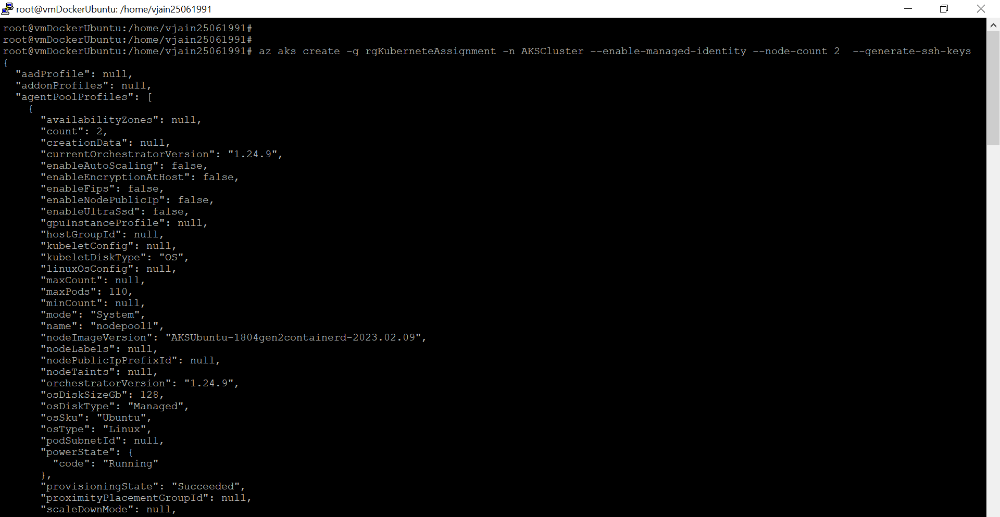 root@vmDockerUbuntu: /home/vjain25061991
root@vmDockerUbuntu:/home/vjain25061991#
root@vmDockerUbuntu:/home/vjain25061991#
root@vmDockerUbuntu:/home/vjain25061991# az aks create -g rgKuberneteAssignment -n AKSCluster --enable-managed-identity --node-count 2  --generate-ssh-keys
{
  "aadProfile": null,
  "addonProfiles": null,
  "agentPoolProfiles": [
    {
      "availabilityZones": null,
      "count": 2,
      "creationData": null,
      "currentOrchestratorVersion": "1.24.9",
      "enableAutoScaling": false,
      "enableEncryptionAtHost": false,
      "enableFips": false,
      "enableNodePublicIp": false,
      "enableUltraSsd": false,
      "gpuInstanceProfile": null,
      "hostGroupId": null,
      "kubeletConfig": null,
      "kubeletDiskType": "OS",
      "linuxOsConfig": null,
      "maxCount": null,
      "maxPods": 110,
      "minCount": null,
      "mode": "System",
      "name": "nodepool1",
      "nodeImageVersion": "AKSUbuntu-1804gen2containerd-2023.02.09",
      "nodeLabels": null,
      "nodePublicIpPrefixId": null,
      "nodeTaints": null,
      "orchestratorVersion": "1.24.9",
      "osDiskSizeGb": 128,
      "osDiskType": "Managed",
      "osSku": "Ubuntu",
      "osType": "Linux",
      "podSubnetId": null,
      "powerState": {
        "code": "Running"
      },
      "provisioningState": "Succeeded",
      "proximityPlacementGroupId": null,
      "scaleDownMode": null,